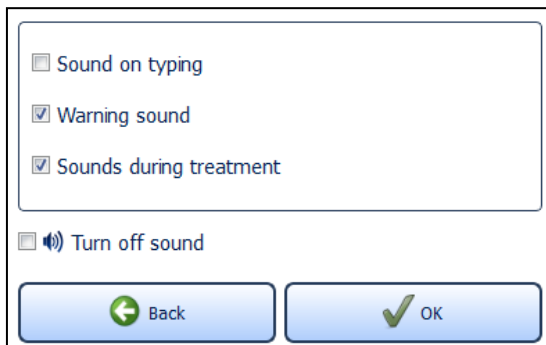 Sound on typing
Warning sound
Sounds during treatment
Turn off sound
Back
OK